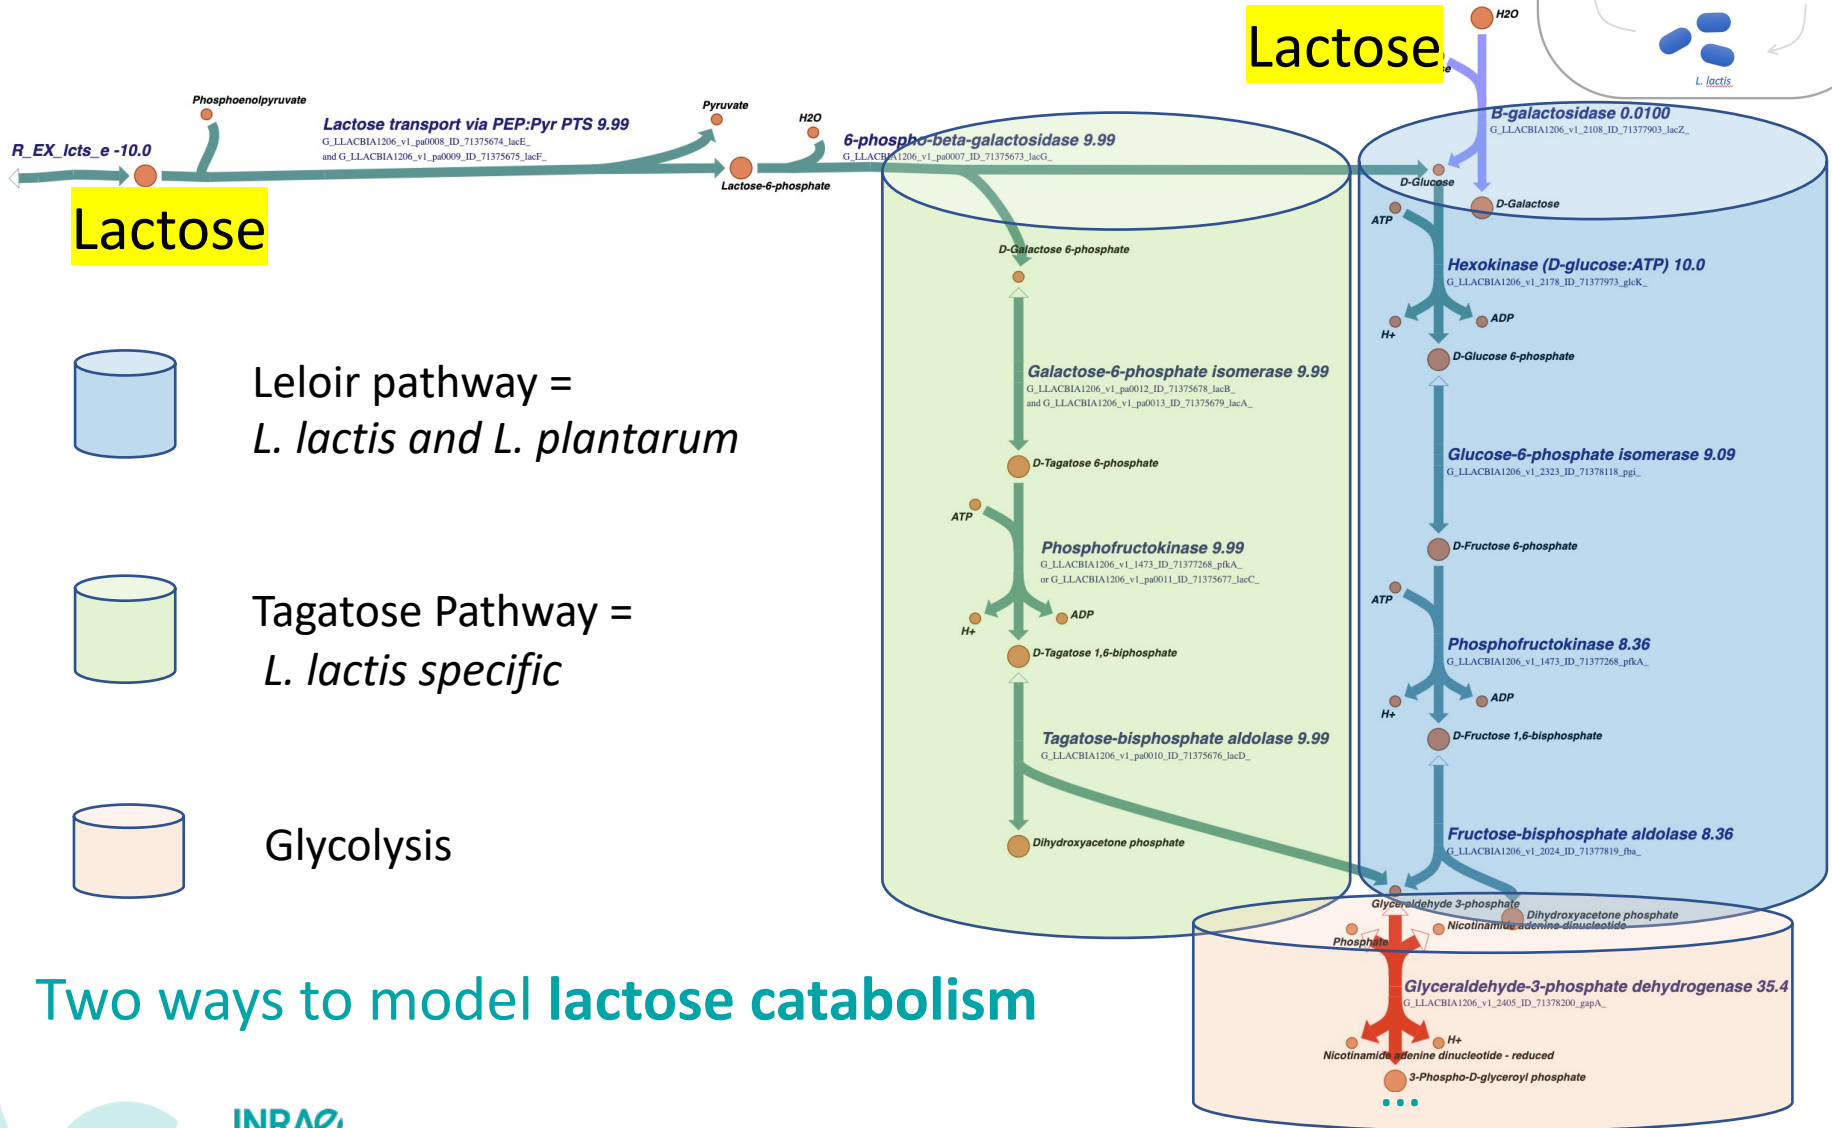 Lactose
H2O
se
L. lactis
B-galactosidase 0.0100
G_LLACBIA1206_v1_2108_ID_71377903_lacZ_
Phosphoenolpyruvate
Lactose transport via PEP:Pyr PTS 9.99
G_LLACBIA1206_v1_pa0008_ID_71375674_lacE_
and G_LLACBIA1206_v1_pa0009_ID_71375675_lacF_
Pyruvate
H2O
6-phospho-beta-galactosidase 9.99
G_LLACBIA1206_v1_pa0007_ID_71375673_lacG_
R_EX_lcts_e -10.0
Lactose-6-phosphate
Lactose
D-Glucose
D-Galactose
ATP
D-Galactose 6-phosphate
Hexokinase (D-glucose:ATP) 10.0
G_LLACBIA1206_v1_2178_ID_71377973_glcK_
H+
ADP
D-Glucose 6-phosphate
Leloir pathway =
L. lactis and L. plantarum
Galactose-6-phosphate isomerase 9.99
G_LLACBIA1206_v1_pa0012_ID_71375678_lacB_
and G_LLACBIA1206_v1_pa0013_ID_71375679_lacA_
D-Tagatose 6-phosphate
Glucose-6-phosphate isomerase 9.09
G_LLACBIA1206_v1_2323_ID_71378118_pgi_
ATP
D-Fructose 6-phosphate
Phosphofructokinase 9.99
G_LLACBIA1206_v1_1473_ID_71377268_pfkA_
or G_LLACBIA1206_v1_pa0011_ID_71375677_lacC_
ATP
Tagatose Pathway =
L. lactis specific
H+
ADP
D-Tagatose 1,6-biphosphate
Phosphofructokinase 8.36
G_LLACBIA1206_v1_1473_ID_71377268_pfkA_
H+
ADP
D-Fructose 1,6-bisphosphate
Tagatose-bisphosphate aldolase 9.99
G_LLACBIA1206_v1_pa0010_ID_71375676_lacD_
Glycolysis
Dihydroxyacetone phosphate
Fructose-bisphosphate aldolase 8.36
G_LLACBIA1206_v1_2024_ID_71377819_fba_
Glyceraldehyde 3-phosphate
Dihydroxyacetone phosphate
Nicotinamide adenine dinucleotide
Phosphate
Glyceraldehyde-3-phosphate dehydrogenase 35.4
G_LLACBIA1206_v1_2405_ID_71378200_gapA_
Two ways to model lactose catabolism
H+
Nicotinamide adenine dinucleotide - reduced
3-Phospho-D-glyceroyl phosphate
...
INRAE